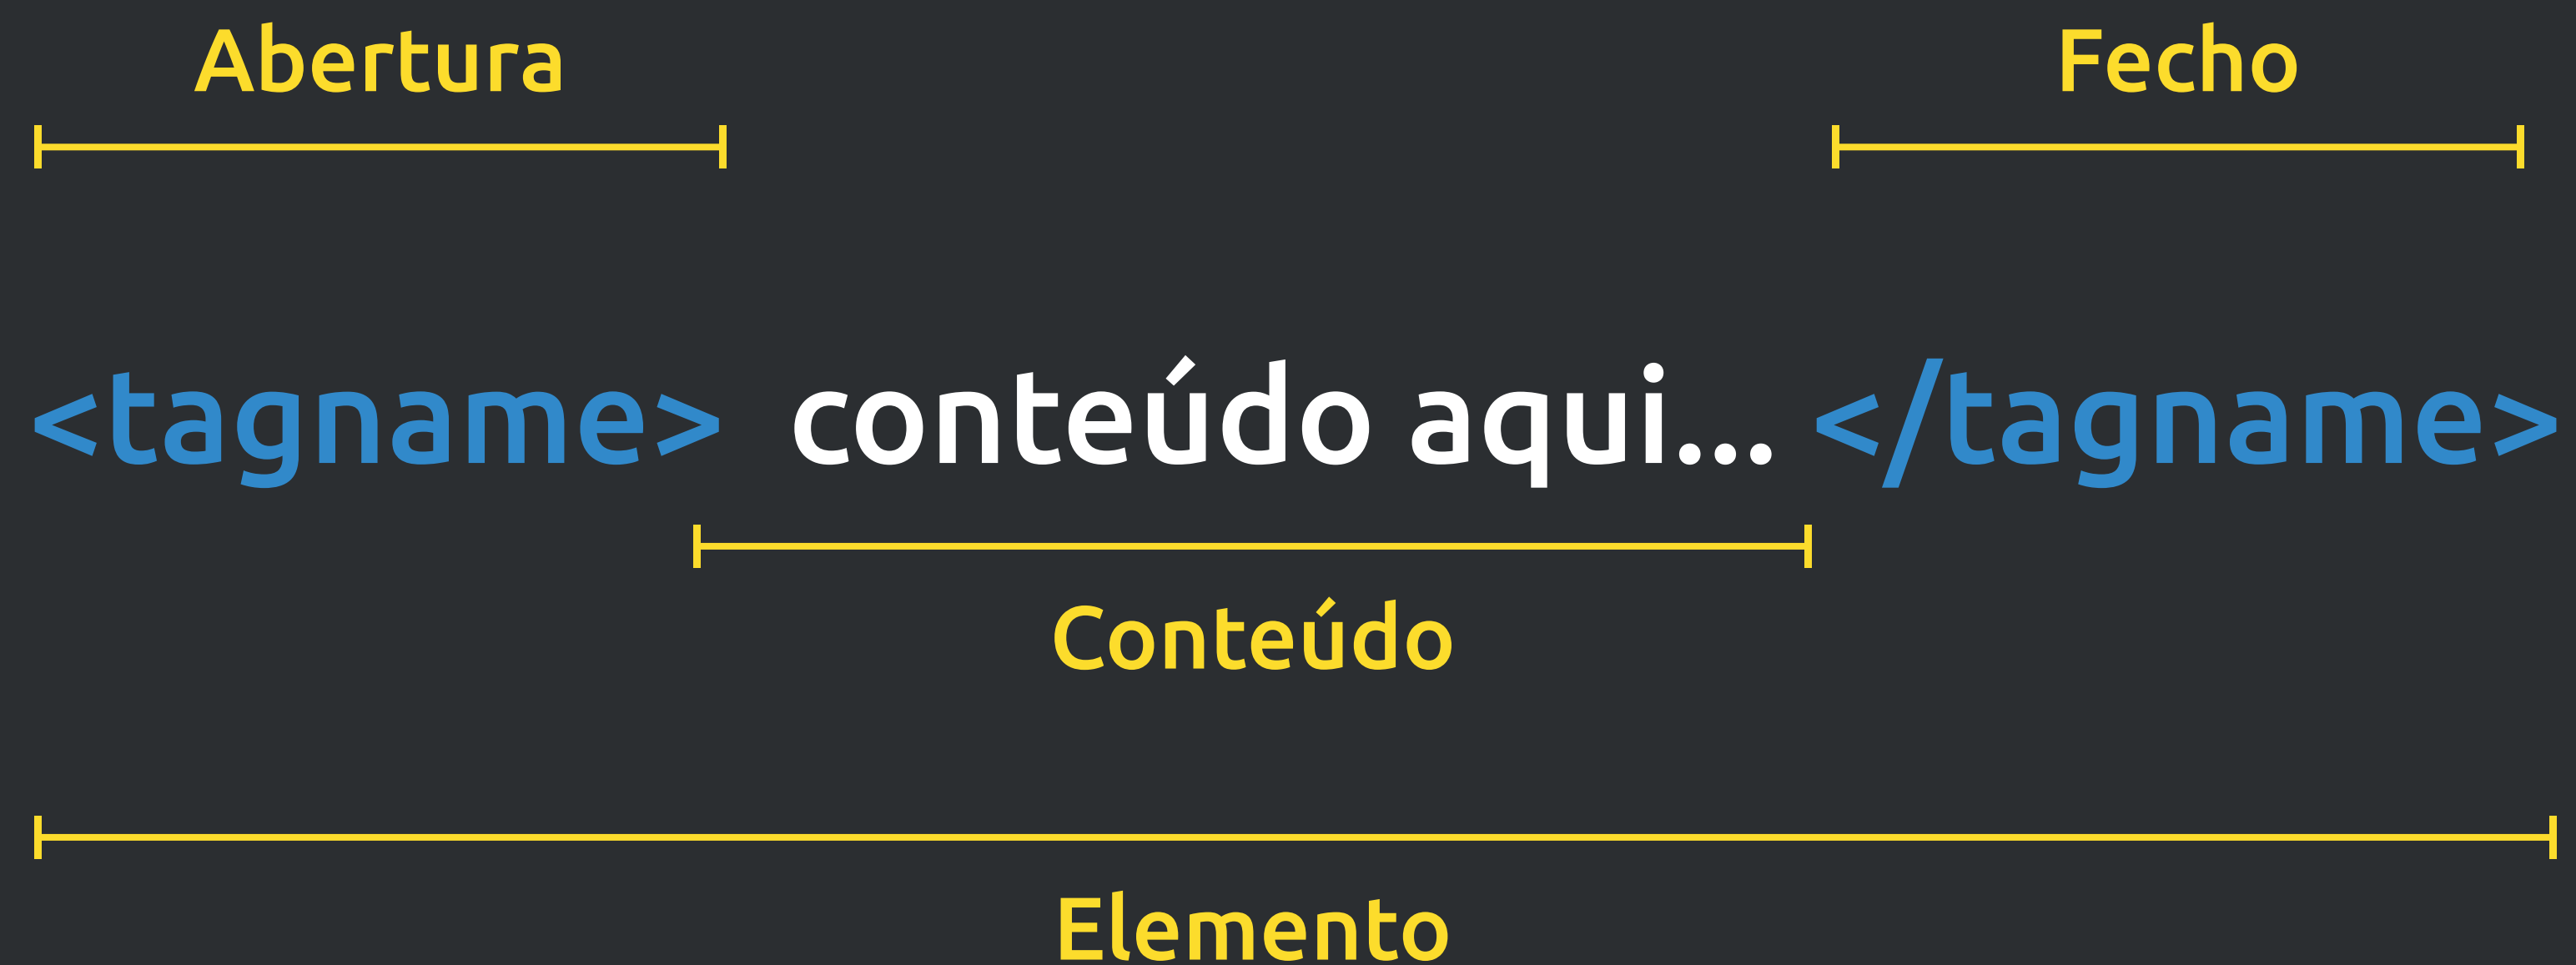 Abertura
Fecho
<tagname> conteúdo aqui... </tagname>
Conteúdo
Elemento